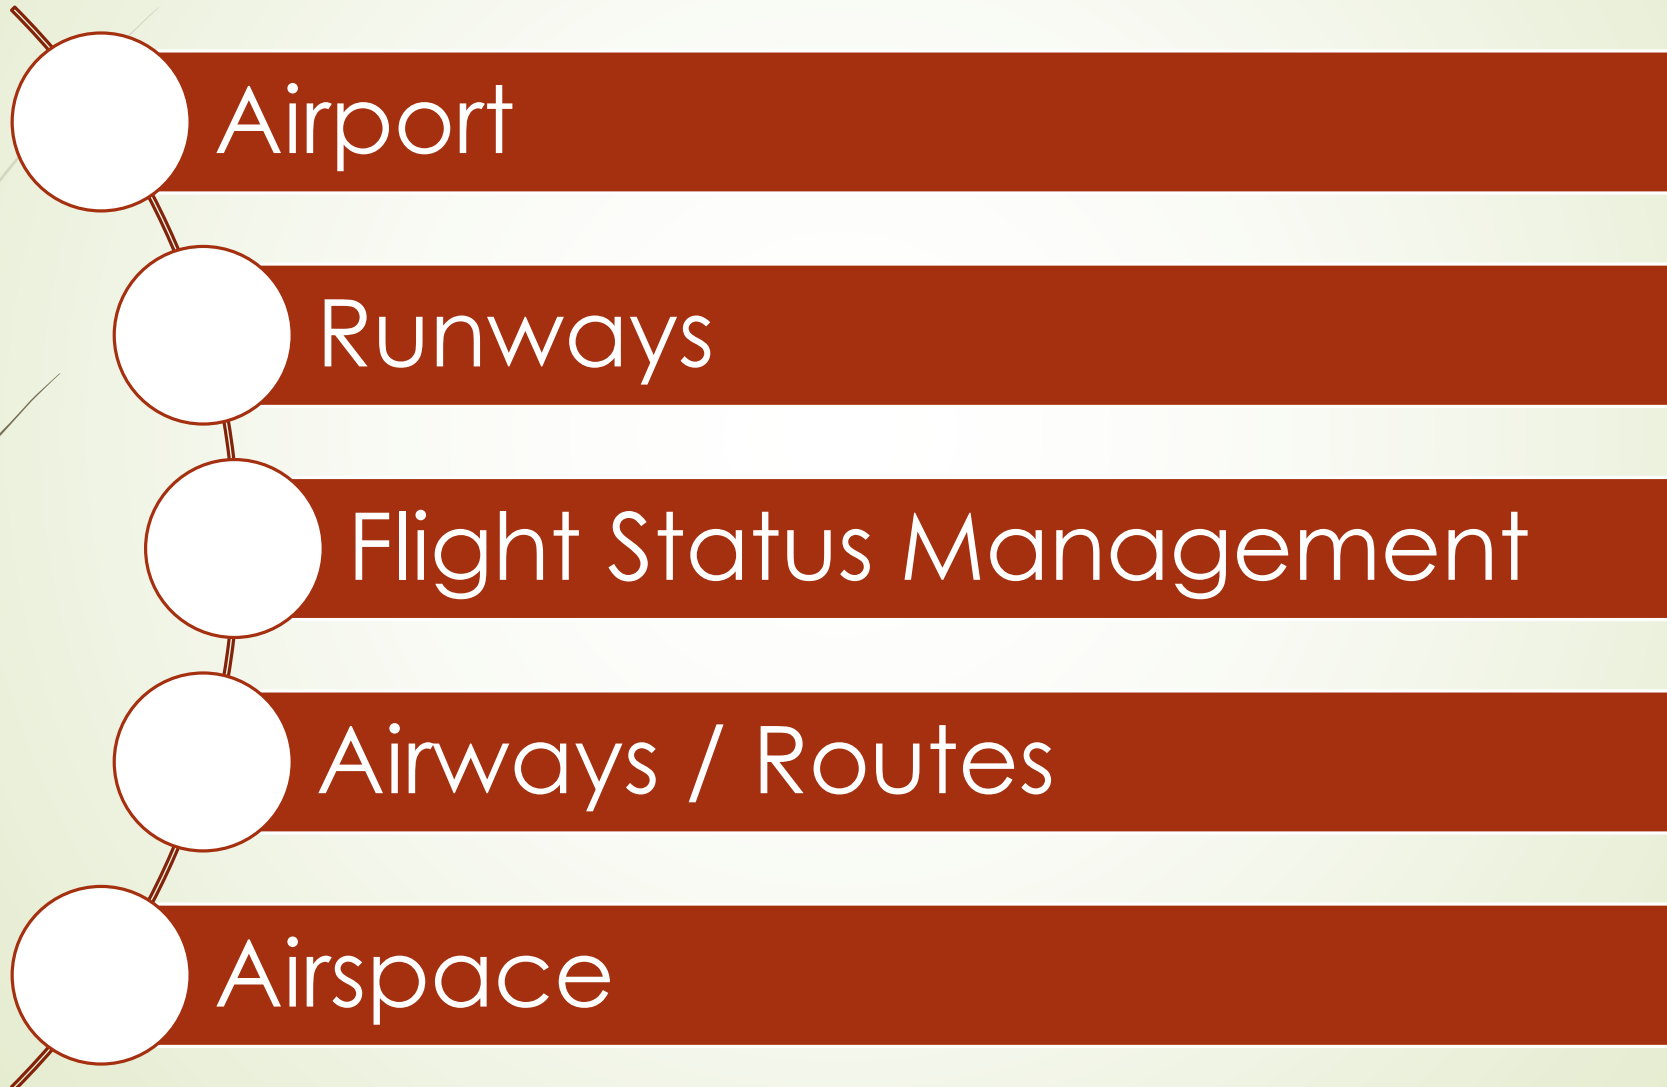 Airport
Runways
Flight Status Management
Airways / Routes
Airspace